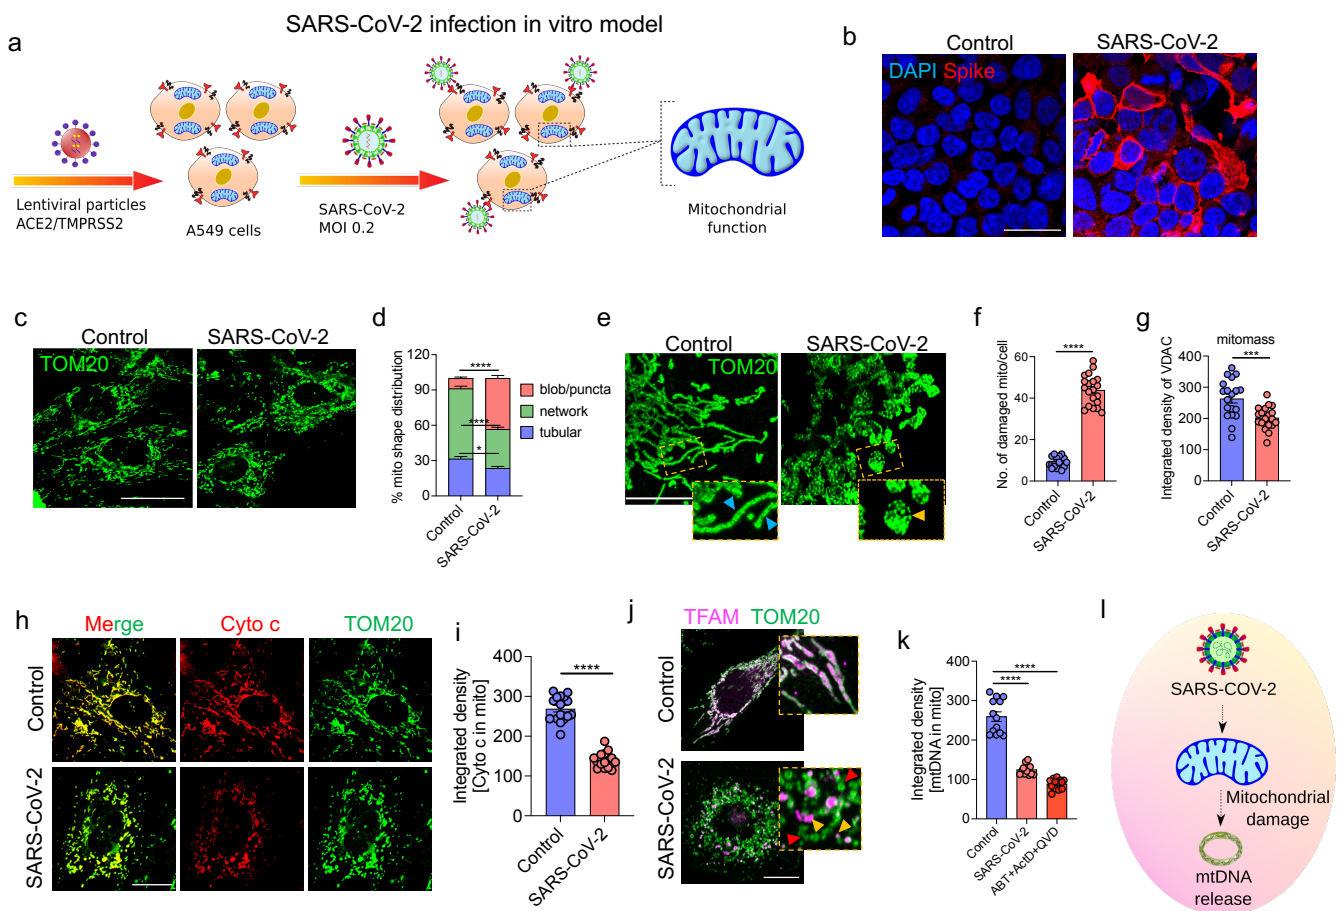 SARS-CoV-2 infection in vitro model
a
Lentiviral particles
ACE2/TMPRSS2
A549 cells
SARS-CoV-2
MOI 0.2
Mitochondrial
function
b
Control
SARS-CoV-2
DAPI Spike
c
Control
SARS-CoV-2
TOM20
d
% mito shape distribution
120
90
60
30
0
****
****
*
blob/puncta
network
tubular
Control
SARS-CoV-2
e
Control
SARS-CoV-2
TOM20
f
No. of damaged mito/cell
60
40
20
0
****
Control
SARS-CoV-2
g
mitomass
Integrated density of VDAC
400
300
200
100
0
***
Control
SARS-CoV-2
h
Merge
Cyto c
TOM20
Control
SARS-CoV-2
i
Integrated density
[Cyto c in mito]
400
300
200
100
0
****
Control
SARS-CoV-2
j
TFAM TOM20
Control
SARS-CoV-2
k
Integrated density
[mtDNA in mito]
400
300
200
100
0
****
****
Control
SARS-CoV-2
ABT+AcID+QVD
l
SARS-COV-2
Mitochondrial
damage
mtDNA
release